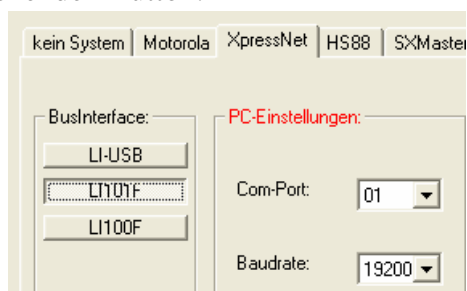 kein System Motorola XpressNet HS88 SXMaster
BusInterface: PC-Einstellungen:
LI-USB
LI101F Com-Port: 01
LI100F
Baudrate: 19200